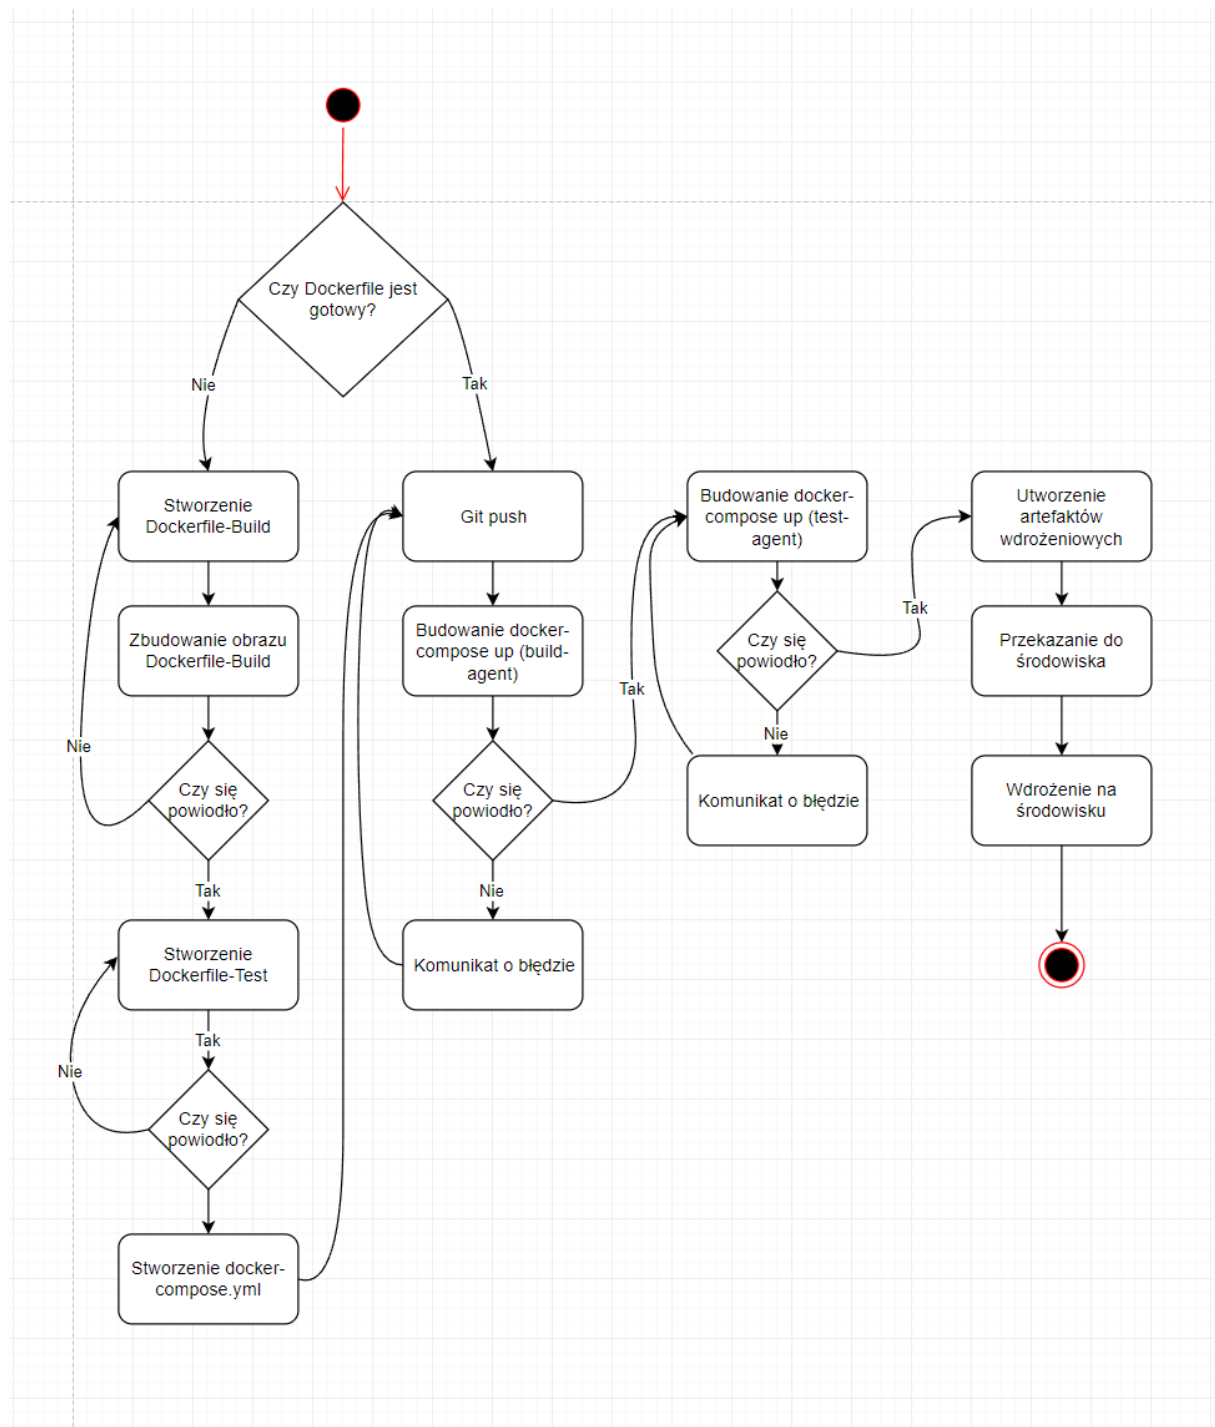 Czy Dockerfile jest
gotowy?
Nie
Tak
Stworzenie
Dockerfile-Build
Zbudowanie obrazu
Dockerfile-Build
Czy się
powiodło?
Nie
Tak
Stworzenie
Dockerfile-Test
Tak
Nie
Czy się
powiodło?
Stworzenie docker-
compose.yml
Git push
Budowanie docker-
compose up (build-
agent)
Czy się
powiodło?
Tak
Nie
Komunikat o błędzie
Budowanie docker-
compose up (test-
agent)
Czy się
powiodło?
Tak
Nie
Komunikat o błędzie
Utworzenie
artefaktów
wdrożeniowych
Przekazanie do
środowiska
Wdrożenie na
środowisku